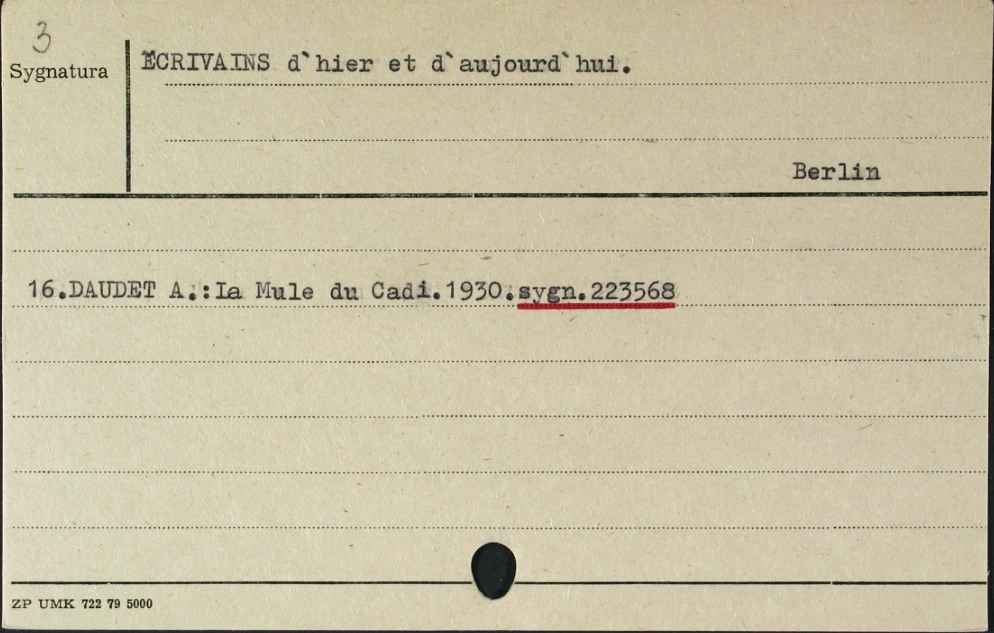 3
Sygnatura
ÉCRIVAINS d`hier et d`aujourd`hui.
Berlin
16.DAUDET A.:La Mule du Cadi.1930.sygn.223568
ZP UMK 722 79 5000